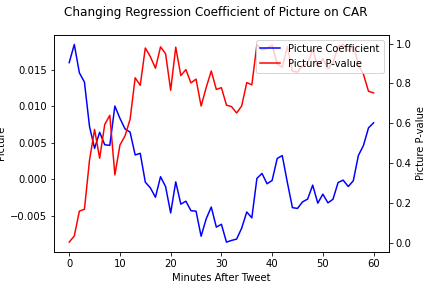 Changing Regression Coefficient of Picture on CAR
Picture Coefficient
Picture P-value
0.015
0.010
0.005
0.000
−0.005
Picture
1.0
0.8
0.6
0.4
0.2
0.0
Picture P-value
0 10 20 30 40 50 60
Minutes After Tweet